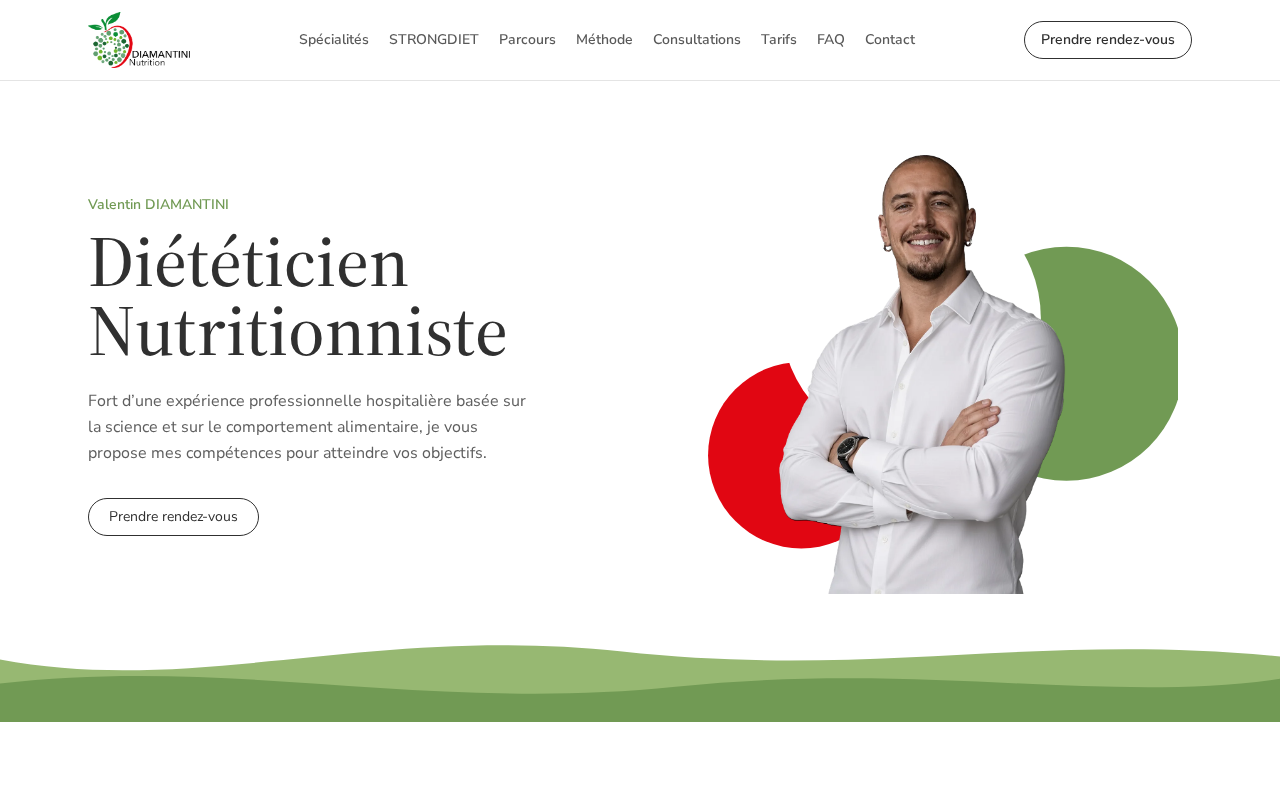 DIAMANTINI
Nutrition
Spécialités
STRONGDIET
Parcours
Méthode
Consultations
Tarifs
FAQ
Contact
Prendre rendez-vous
Valentin DIAMANTINI
Diététicien
Nutritionniste
Fort d’une expérience professionnelle hospitalière basée sur
la science et sur le comportement alimentaire, je vous
propose mes compétences pour atteindre vos objectifs.
Prendre rendez-vous